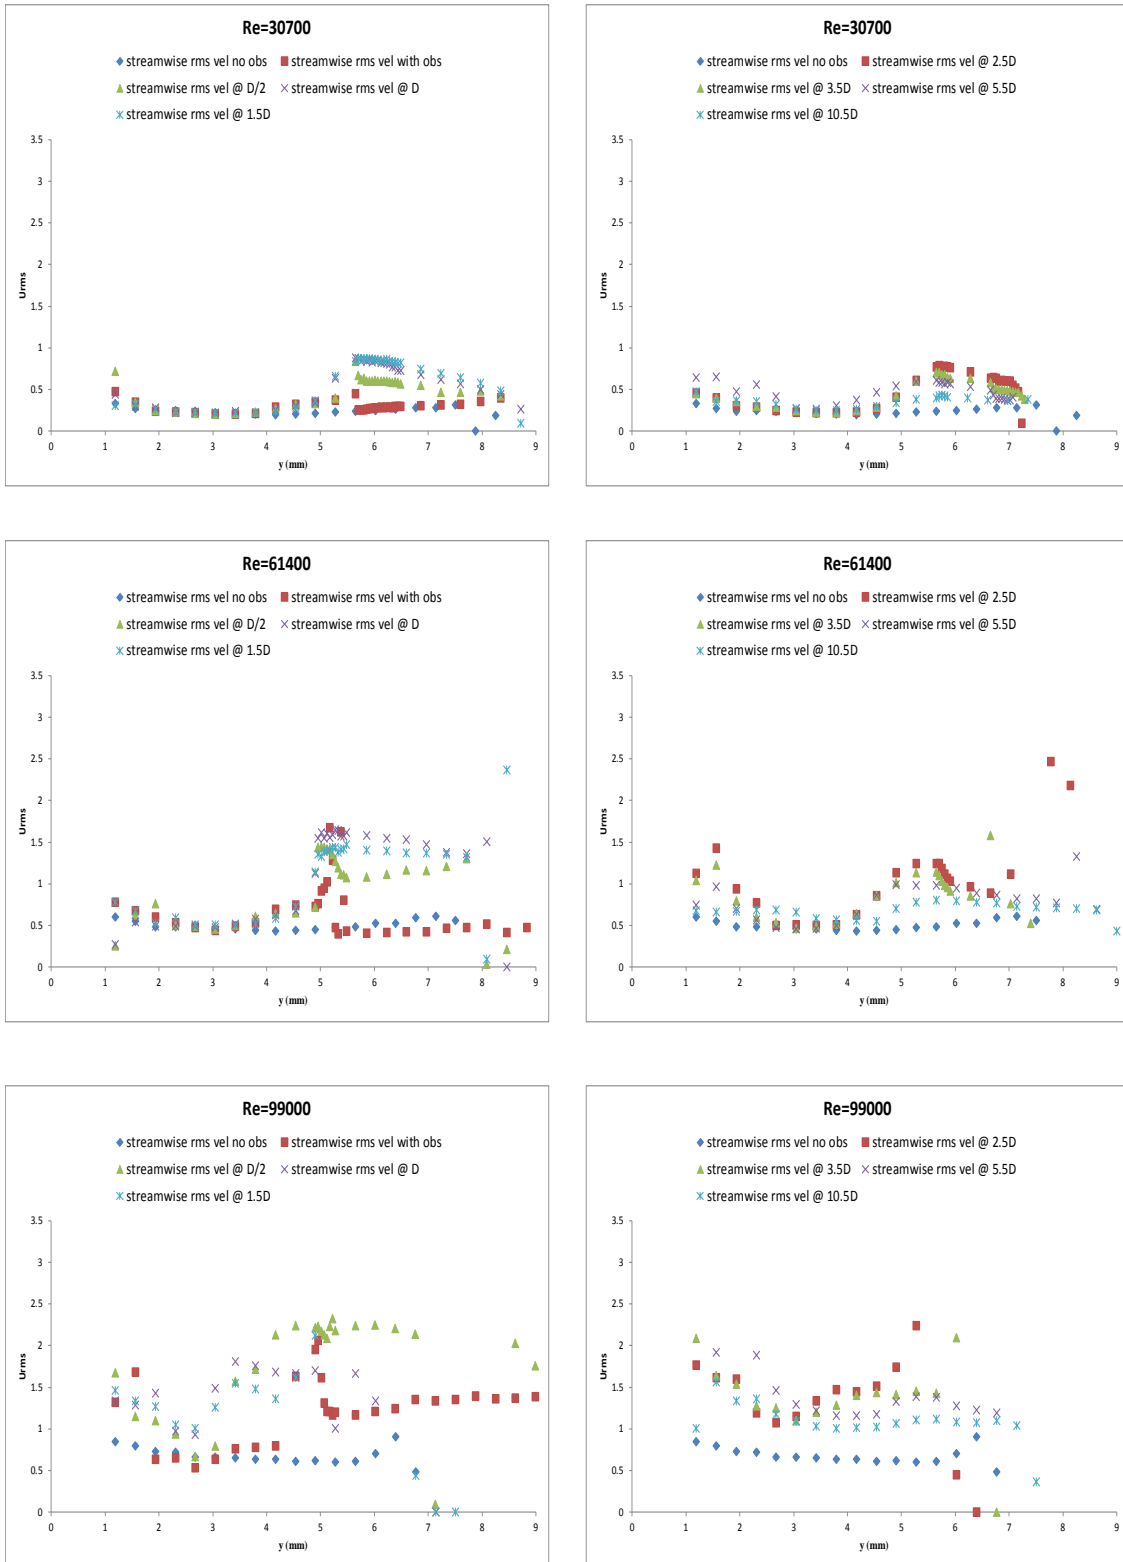 Re=30700
streamwise rms vel no obs streamwise rms vel with obs
streamwise rms vel @ D/2 streamwise rms vel @ D
streamwise rms vel @ 1.5D
3.5
3
2.5
2
1.5
1
0.5
0
Urms
0 1 2 3 4 5 6 7 8 9
y (mm)
Re=30700
streamwise rms vel no obs streamwise rms vel @ 2.5D
streamwise rms vel @ 3.5D streamwise rms vel @ 5.5D
streamwise rms vel @ 10.5D
3.5
3
2.5
2
1.5
1
0.5
0
Urms
0 1 2 3 4 5 6 7 8 9
y (mm)
Re=61400
streamwise rms vel no obs streamwise rms vel with obs
streamwise rms vel @ D/2 streamwise rms vel @ D
streamwise rms vel @ 1.5D
3.5
3
2.5
2
1.5
1
0.5
0
Urms
0 1 2 3 4 5 6 7 8 9
y (mm)
Re=61400
streamwise rms vel no obs streamwise rms vel @ 2.5D
streamwise rms vel @ 3.5D streamwise rms vel @ 5.5D
streamwise rms vel @ 10.5D
3.5
3
2.5
2
1.5
1
0.5
0
Urms
0 1 2 3 4 5 6 7 8 9
y (mm)
Re=99000
streamwise rms vel no obs streamwise rms vel with obs
streamwise rms vel @ D/2 streamwise rms vel @ D
streamwise rms vel @ 1.5D
3.5
3
2.5
2
1.5
1
0.5
0
Urms
0 1 2 3 4 5 6 7 8 9
y (mm)
Re=99000
streamwise rms vel no obs streamwise rms vel @ 2.5D
streamwise rms vel @ 3.5D streamwise rms vel @ 5.5D
streamwise rms vel @ 10.5D
3.5
3
2.5
2
1.5
1
0.5
0
Urms
0 1 2 3 4 5 6 7 8 9
y (mm)